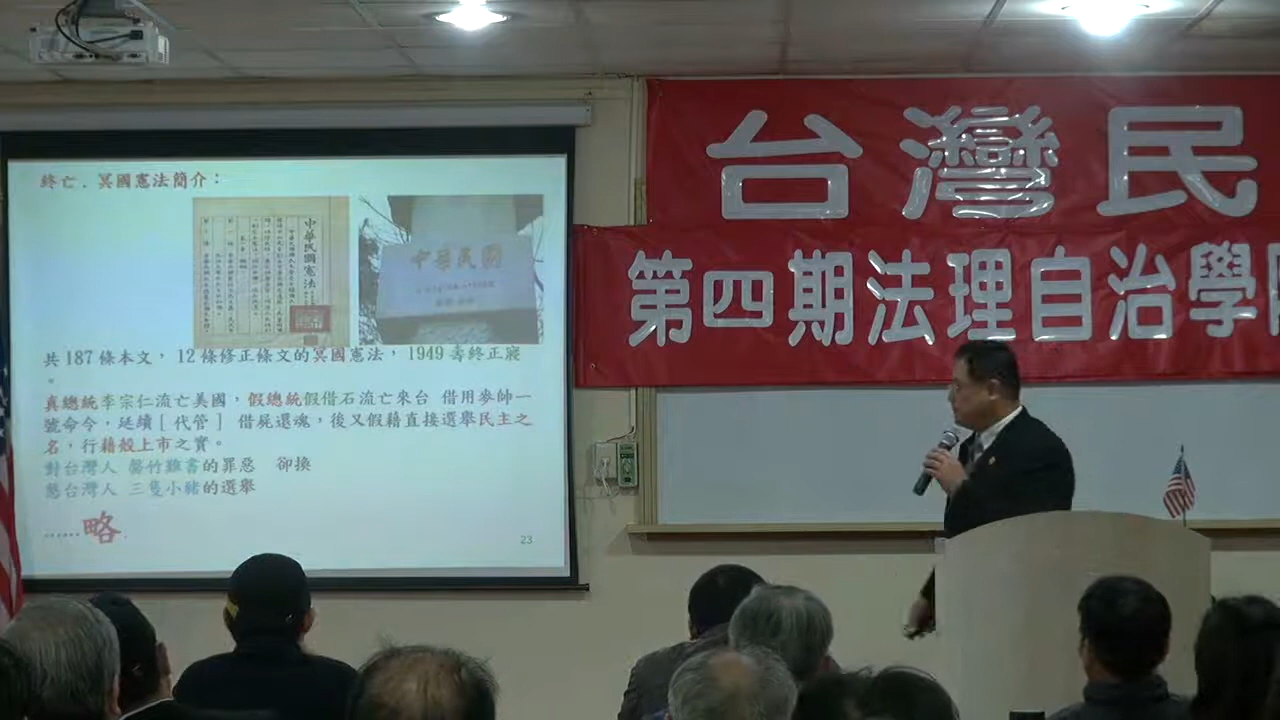 台灣民
第四期法理自治學院
終亡．冥國憲法簡介：
中華民國憲法
中華民國
共 187 條本文， 12 條修正條文的冥國憲法， 1949 壽終正寢
。
真總統李宗仁流亡美國，假總統假借石流亡來台 借用麥帥一
號命令，延續［ 代管 ］ 借屍還魂，後又假藉直接選舉民主之
名，行藉殼上市之實。
對台灣人 罄竹難書的罪惡 卻換
憨台灣人 三隻小豬的選舉
......略
23